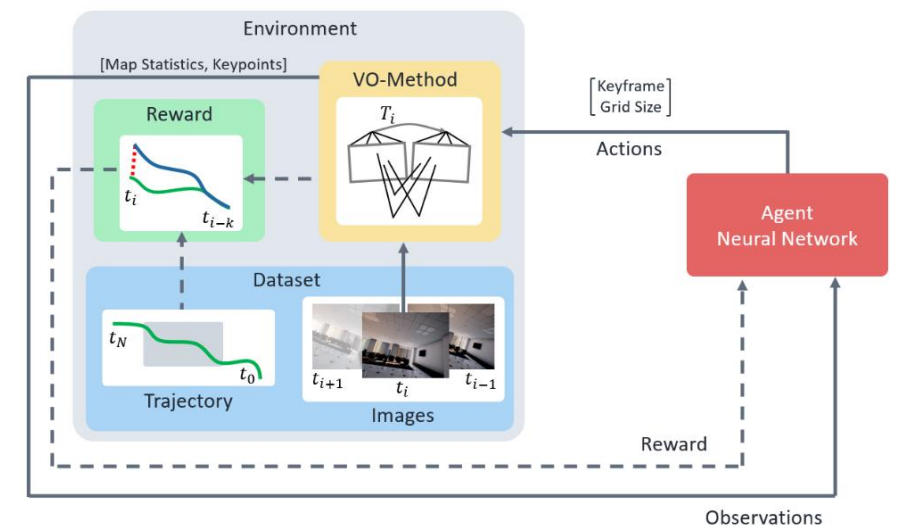 Environment
[Map Statistics, Keypoints]
VO-Method
T_i
Reward
t_i
t_{i-k}
[Keyframe
Grid Size]
Actions
Agent
Neural Network
Dataset
t_N
t_0
Trajectory
t_{i+1}
t_i
t_{i-1}
Images
Reward
Observations